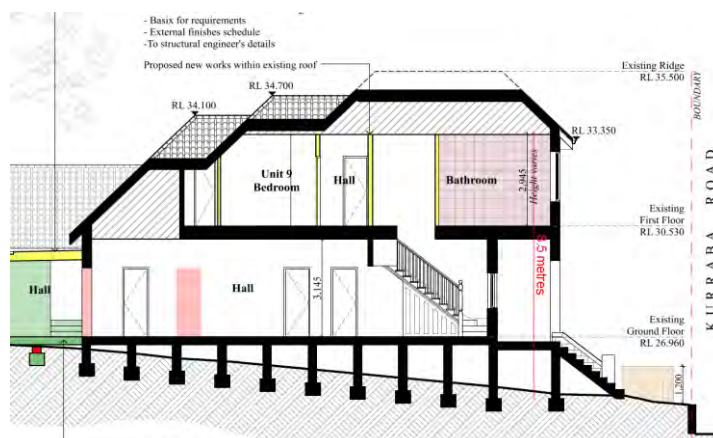 - Basix for requirements
- External finishes schedule
-To structural engineer's details
Proposed new works within existing roof
Existing Ridge
RL 35.500
BOUNDARY
RL 34.700
RL 34.100
RL 33.350
Unit 9
Bedroom
Hall
Bathroom
2,945
Height varies
Existing
First Floor
RL 30.530
8.5 metres
KURRABA ROAD
Hall
Hall
3,145
Existing
Ground Floor
RL 26.960
1,200